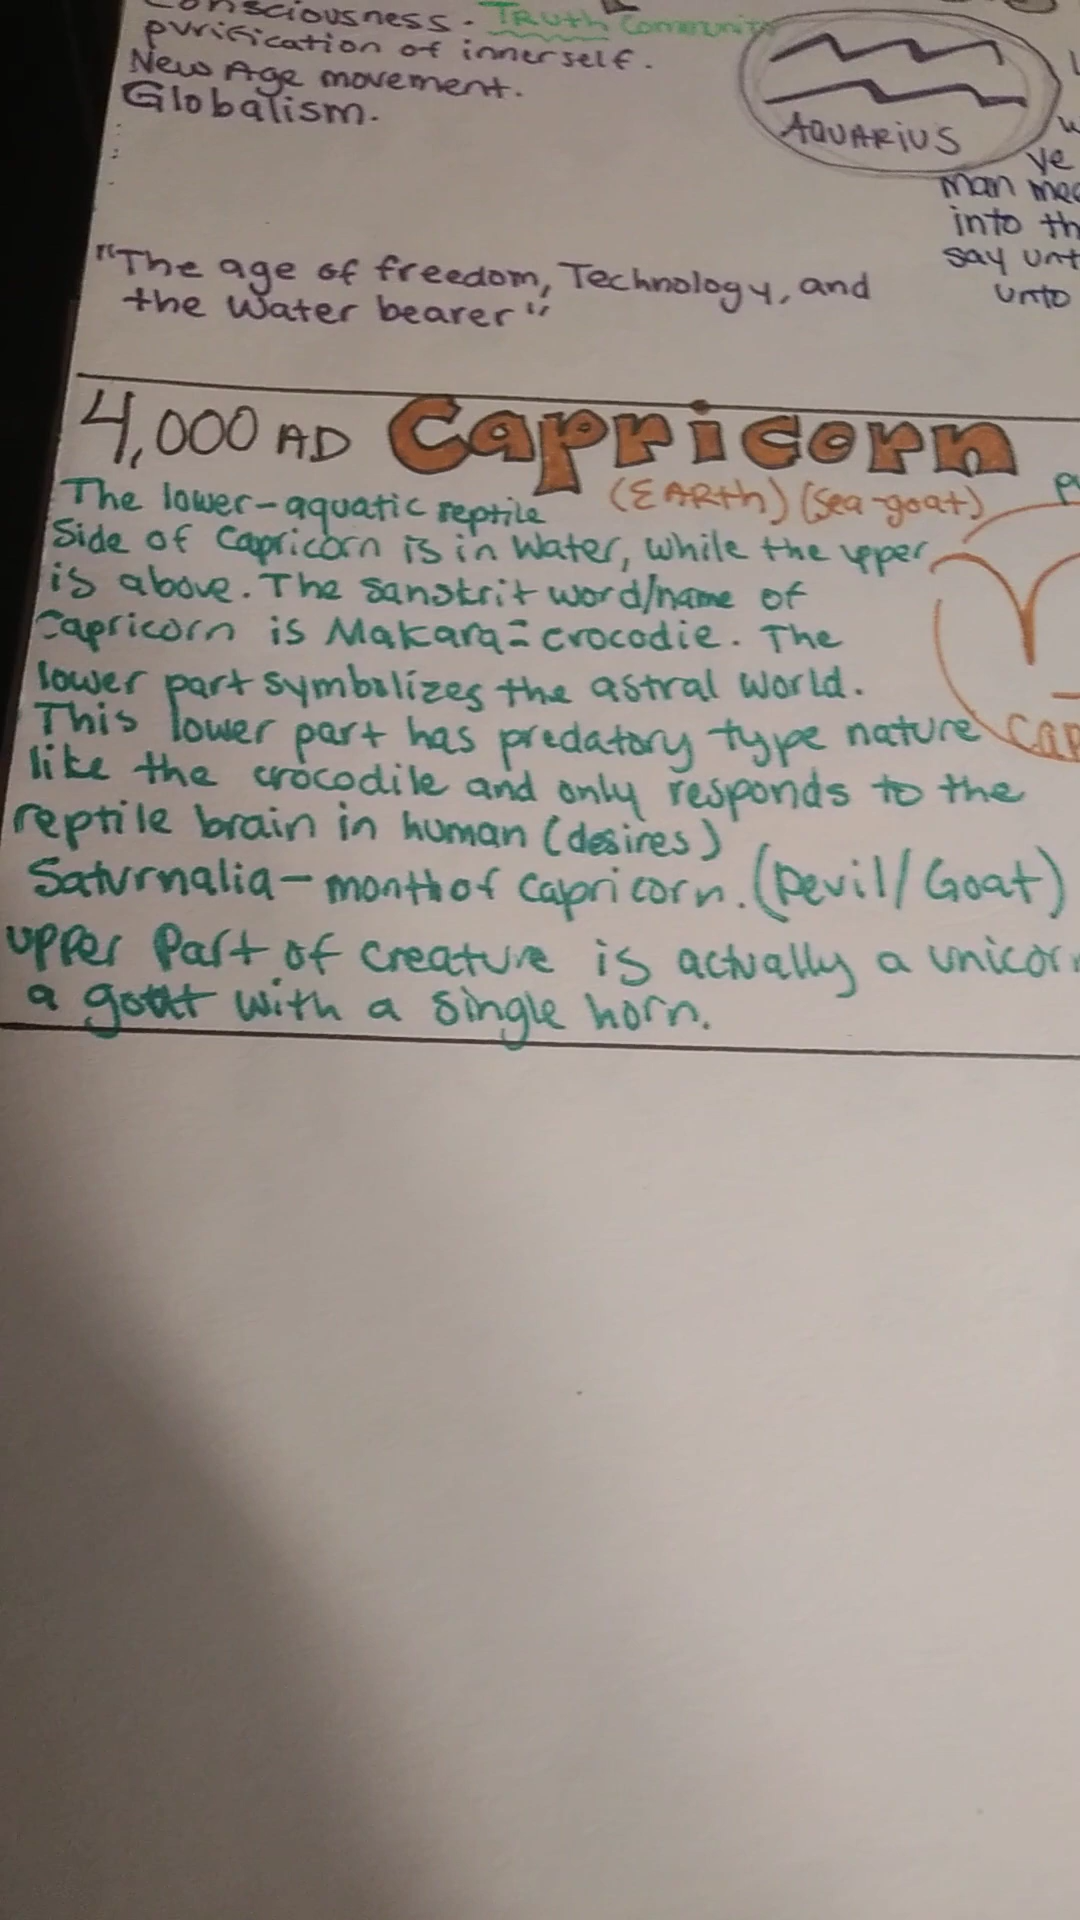 Consciousness. Truth Community
purification of innerself.
New Age movement.
Globalism.
AQUARIUS
ye
man mea
into th
say unt
unto
"The age of freedom, Technology, and
the Water bearer"
4,000 AD Capricorn
(EARth) (Sea-goat)
The lower-aquatic reptile
Side of Capricorn is in Water, while the upper
is above. The Sanskrit word/name of
Capricorn is Makara= crocodie. The
lower part symbolizes the astral World.
This lower part has predatory type nature
like the crocodile and only responds to the
reptile brain in human (desires)
Saturnalia - month of Capricorn. (Devil/Goat)
upper Part of creature is actually a unicorn
a goat with a single horn.
CAP